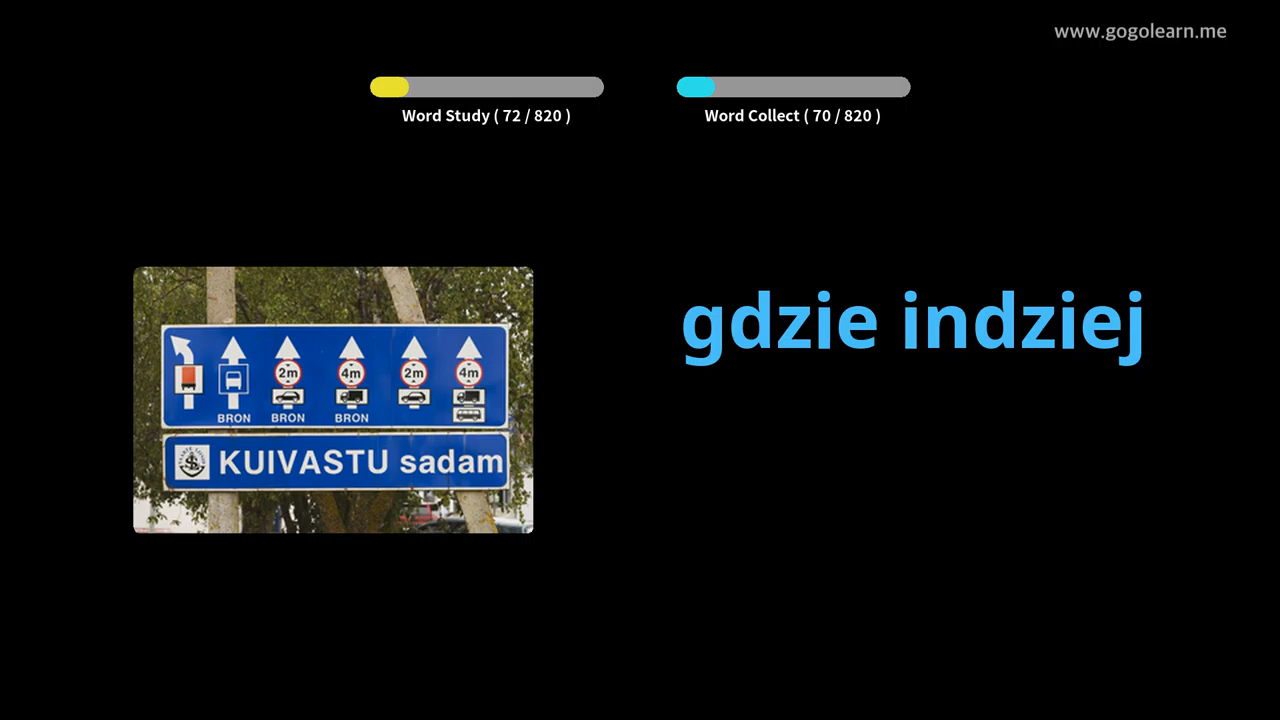 www.gogolearn.me
Word Study ( 72 / 820 )
Word Collect ( 70 / 820 )
gdzie indziej
2m 4m 2m 4m
BRON BRON BRON
KUIVASTU sadam